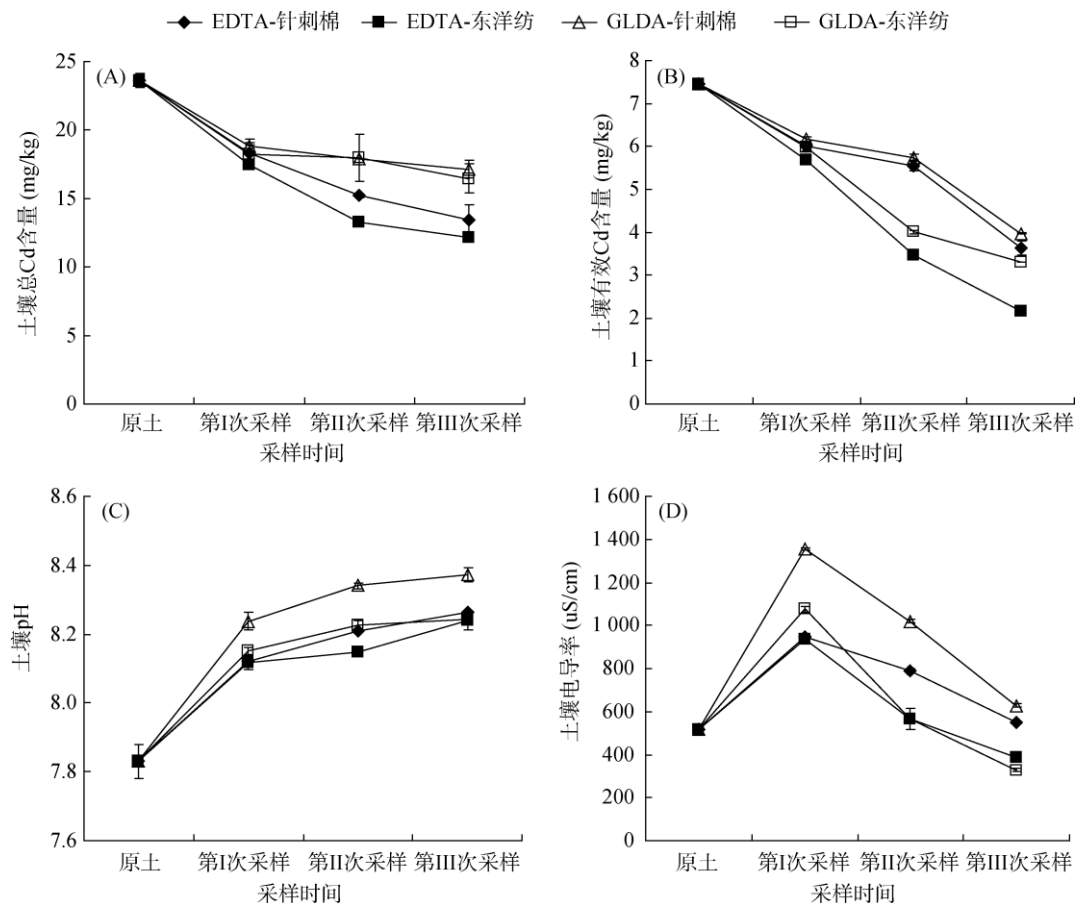 EDTA-针刺棉 EDTA-东洋纺 GLDA-针刺棉 GLDA-东洋纺
(A)
土壤总Cd含量 (mg/kg)
25
20
15
10
5
0
原土 第I次采样 第II次采样 第III次采样
采样时间
(B)
土壤有效Cd含量 (mg/kg)
8
7
6
5
4
3
2
1
0
原土 第I次采样 第II次采样 第III次采样
采样时间
(C)
土壤pH
8.6
8.4
8.2
8.0
7.8
7.6
原土 第I次采样 第II次采样 第III次采样
采样时间
(D)
土壤电导率 (uS/cm)
1 600
1 400
1 200
1 000
800
600
400
200
0
原土 第I次采样 第II次采样 第III次采样
采样时间